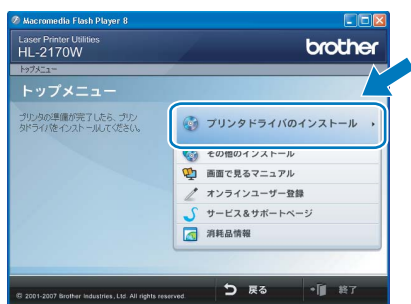 Macromedia Flash Player 8
Laser Printer Utilities
HL-2170W
brother
トップメニュー
トップメニュー
プリンタの準備が完了したら、プリン
タドライバをインストールしてください。
プリンタドライバのインストール
その他のインストール
画面で見るマニュアル
オンラインユーザー登録
サービス&サポートページ
消耗品情報
© 2001-2007 Brother Industries, Ltd. All rights reserved.
戻る
終了